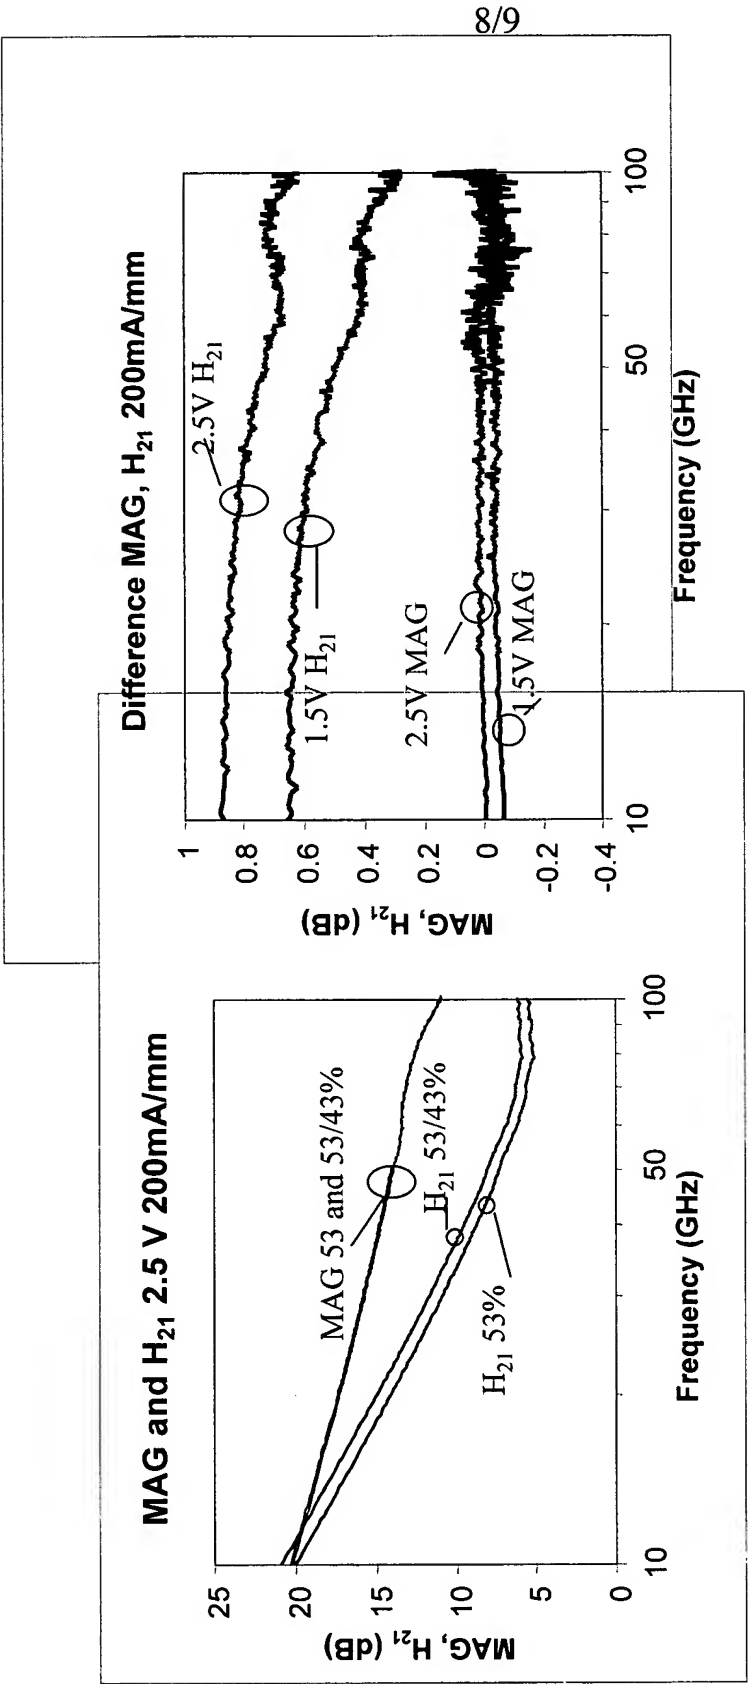 8/9
MAG and H21 2.5 V 200mA/mm
MAG, H21 (dB)
25
20
15
10
5
0
MAG 53 and 53/43%
H21 53/43%
H21 53%
10
50
100
Frequency (GHz)
Difference MAG, H21 200mA/mm
MAG, H21 (dB)
1
0.8
0.6
0.4
0.2
0
-0.2
-0.4
2.5V H21
1.5V H21
2.5V MAG
1.5V MAG
10
50
100
Frequency (GHz)